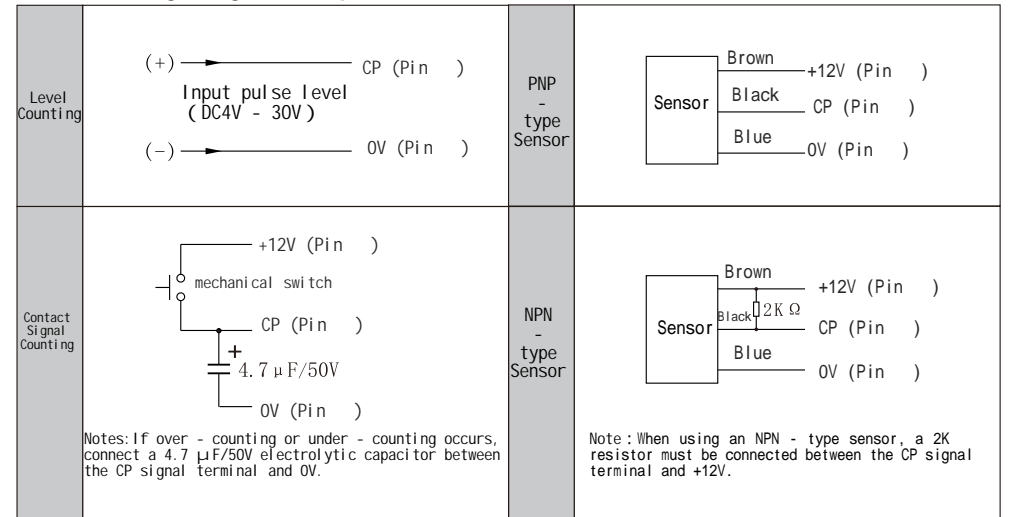 Level
Counting
(+)
CP (Pin    )
Input pulse level
(DC4V - 30V)
(-)
0V (Pin    )
PNP
-
type
Sensor
Sensor
Brown
+12V (Pin    )
Black
CP (Pin    )
Blue
0V (Pin    )
Contact
Signal
Counting
+12V (Pin    )
mechanical switch
CP (Pin    )
+
4.7μF/50V
0V (Pin    )
Notes:If over - counting or under - counting occurs,
connect a 4.7 μF/50V electrolytic capacitor between
the CP signal terminal and 0V.
NPN
-
type
Sensor
Sensor
Brown
+12V (Pin    )
Black
2KΩ
CP (Pin    )
Blue
0V (Pin    )
Note:When using an NPN - type sensor, a 2K
resistor must be connected between the CP signal
terminal and +12V.